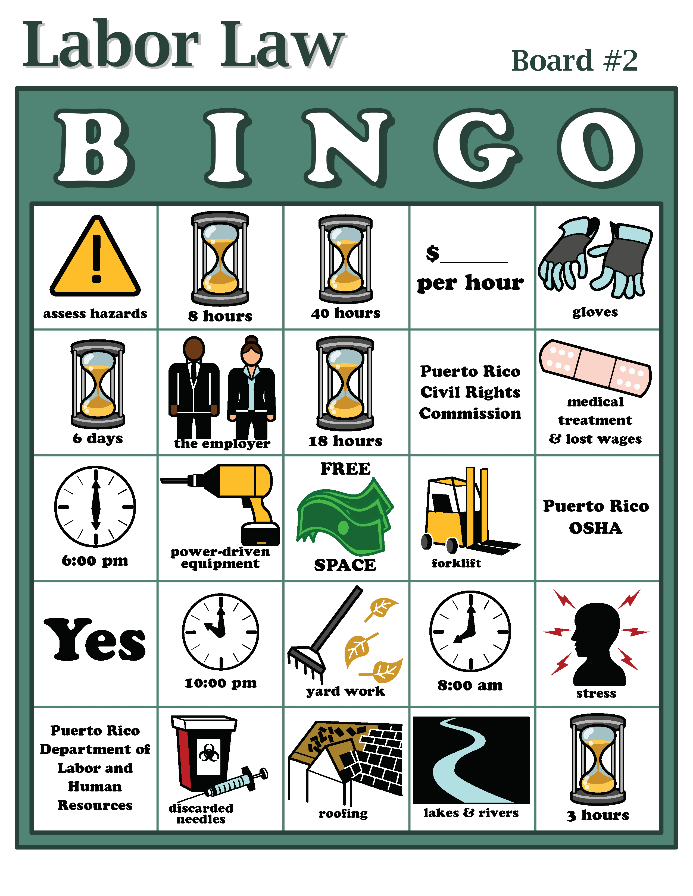 Labor Law
Board #2
B I N G O
assess hazards
8 hours
40 hours
$______
per hour
gloves
6 days
the employer
18 hours
Puerto Rico
Civil Rights
Commission
medical
treatment
& lost wages
6:00 pm
power-driven
equipment
FREE
SPACE
forklift
Puerto Rico
OSHA
Yes
10:00 pm
yard work
8:00 am
stress
Puerto Rico
Department of
Labor and
Human
Resources
discarded
needles
roofing
lakes & rivers
3 hours